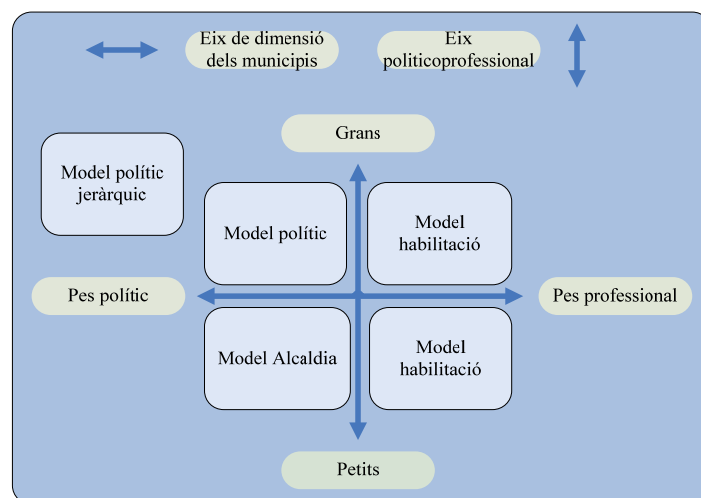 Eix de dimensió
dels municipis
Eix
politicoprofessional
Grans
Model polític
jeràrquic
Model polític
Model
habilitació
Pes polític
Pes professional
Model Alcaldia
Model
habilitació
Petits